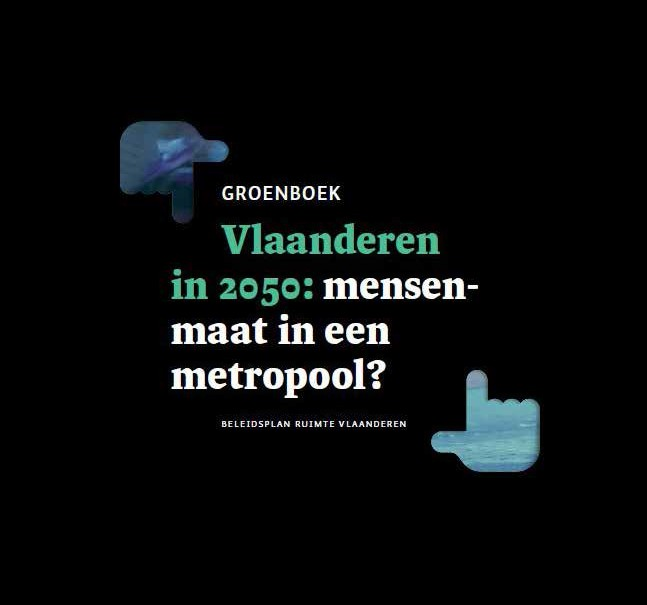 GROENBOEK
Vlaanderen
in 2050: mensen-
maat in een
metropool?
BELEIDSPLAN RUIMTE VLAANDEREN